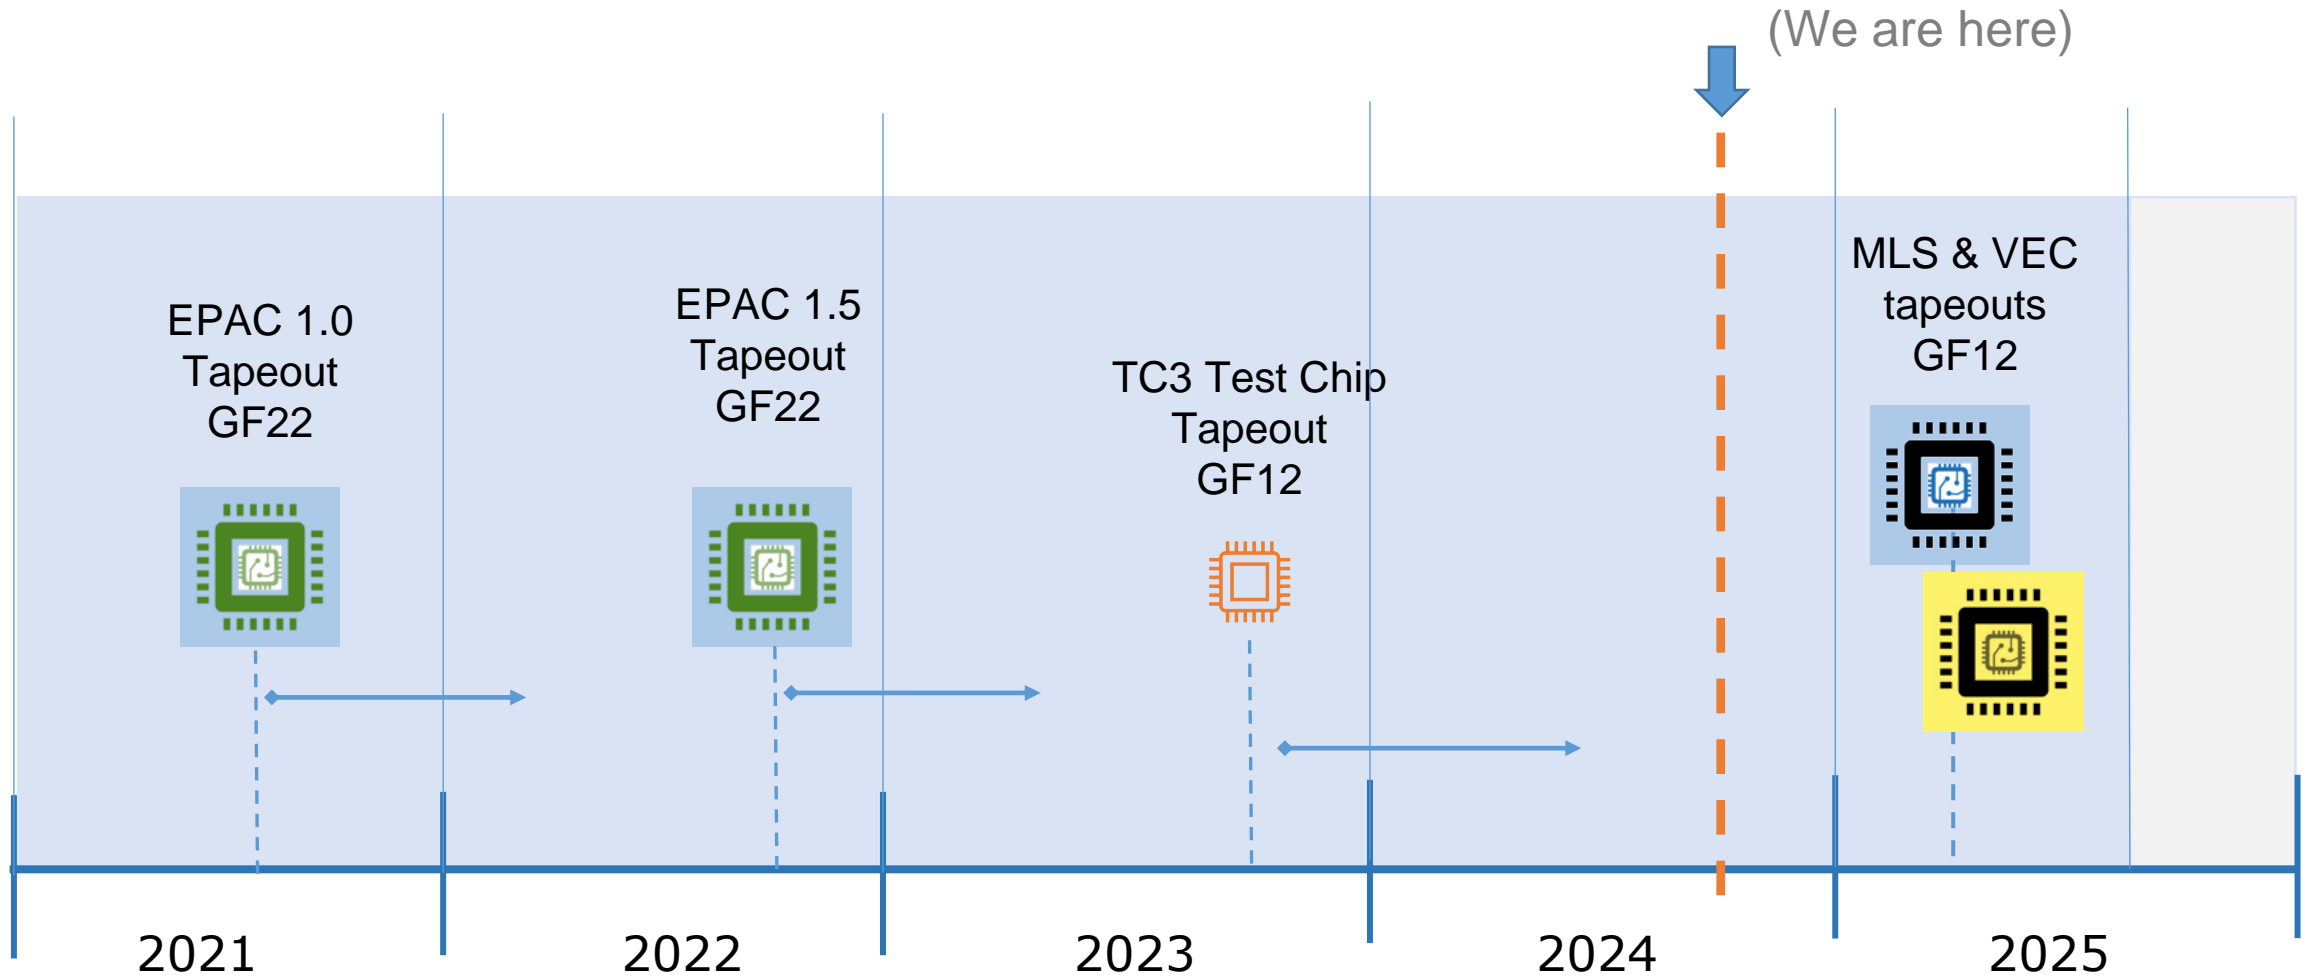 (We are here)
EPAC 1.0
Tapeout
GF22
EPAC 1.5
Tapeout
GF22
TC3 Test Chip
Tapeout
GF12
MLS & VEC
tapeouts
GF12
2021
2022
2023
2024
2025